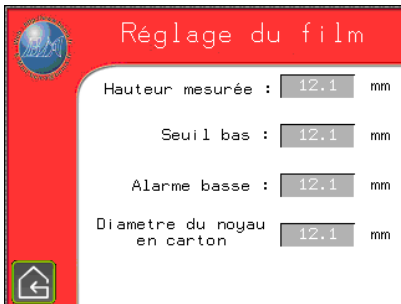 Réglage du film
Hauteur mesurée : 12.1 mm
Seuil bas : 12.1 mm
Alarme basse : 12.1 mm
Diametre du noyau
en carton 12.1 mm